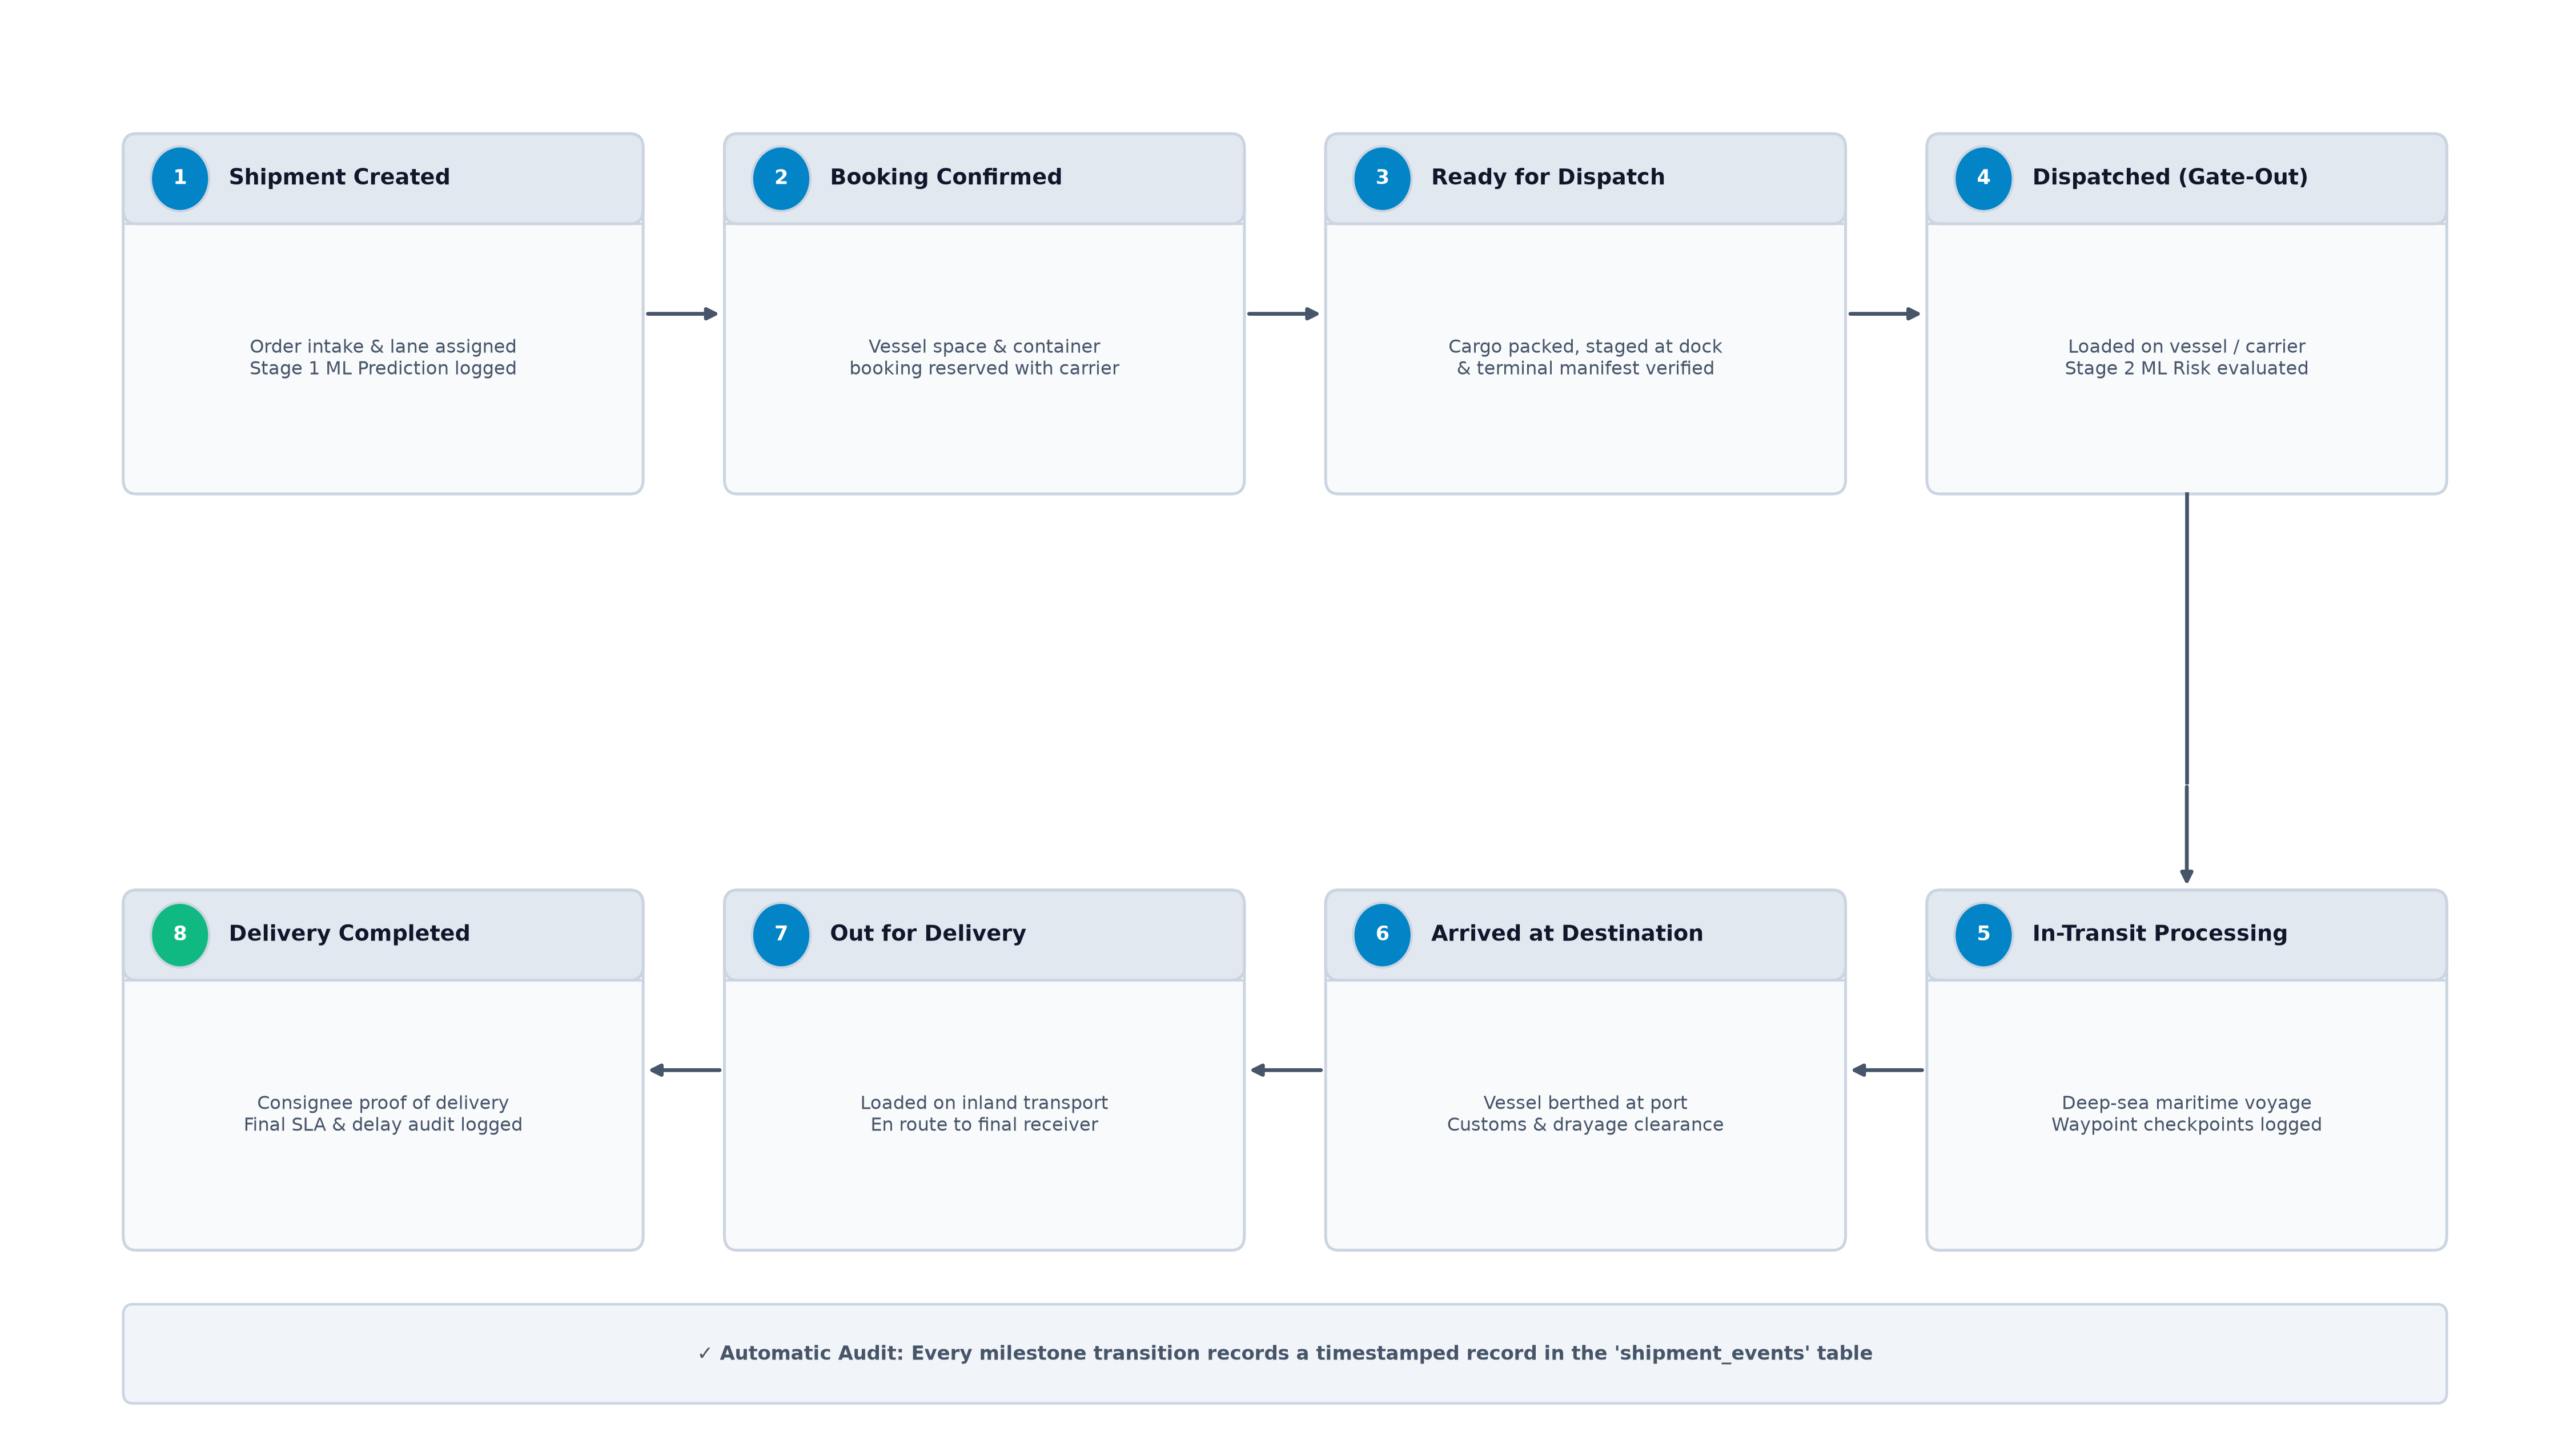 1 Shipment Created
Order intake & lane assigned
Stage 1 ML Prediction logged
2 Booking Confirmed
Vessel space & container
booking reserved with carrier
3 Ready for Dispatch
Cargo packed, staged at dock
& terminal manifest verified
4 Dispatched (Gate-Out)
Loaded on vessel / carrier
Stage 2 ML Risk evaluated
5 In-Transit Processing
Deep-sea maritime voyage
Waypoint checkpoints logged
6 Arrived at Destination
Vessel berthed at port
Customs & drayage clearance
7 Out for Delivery
Loaded on inland transport
En route to final receiver
8 Delivery Completed
Consignee proof of delivery
Final SLA & delay audit logged
✓ Automatic Audit: Every milestone transition records a timestamped record in the 'shipment_events' table